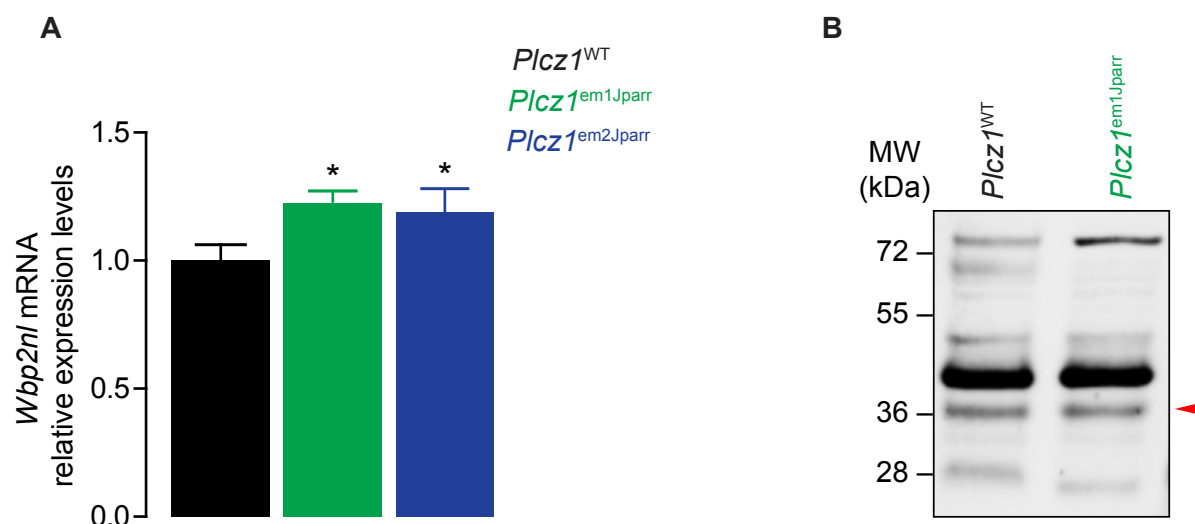 A
Plcz1WT
Plcz1em1Jparr
Plcz1em2Jparr
Wbp2nl mRNA
relative expression levels
1.5
1.0
0.5
0.0
*
*
B
MW
(kDa)
Plcz1WT
Plcz1em1Jparr
72
55
36
28